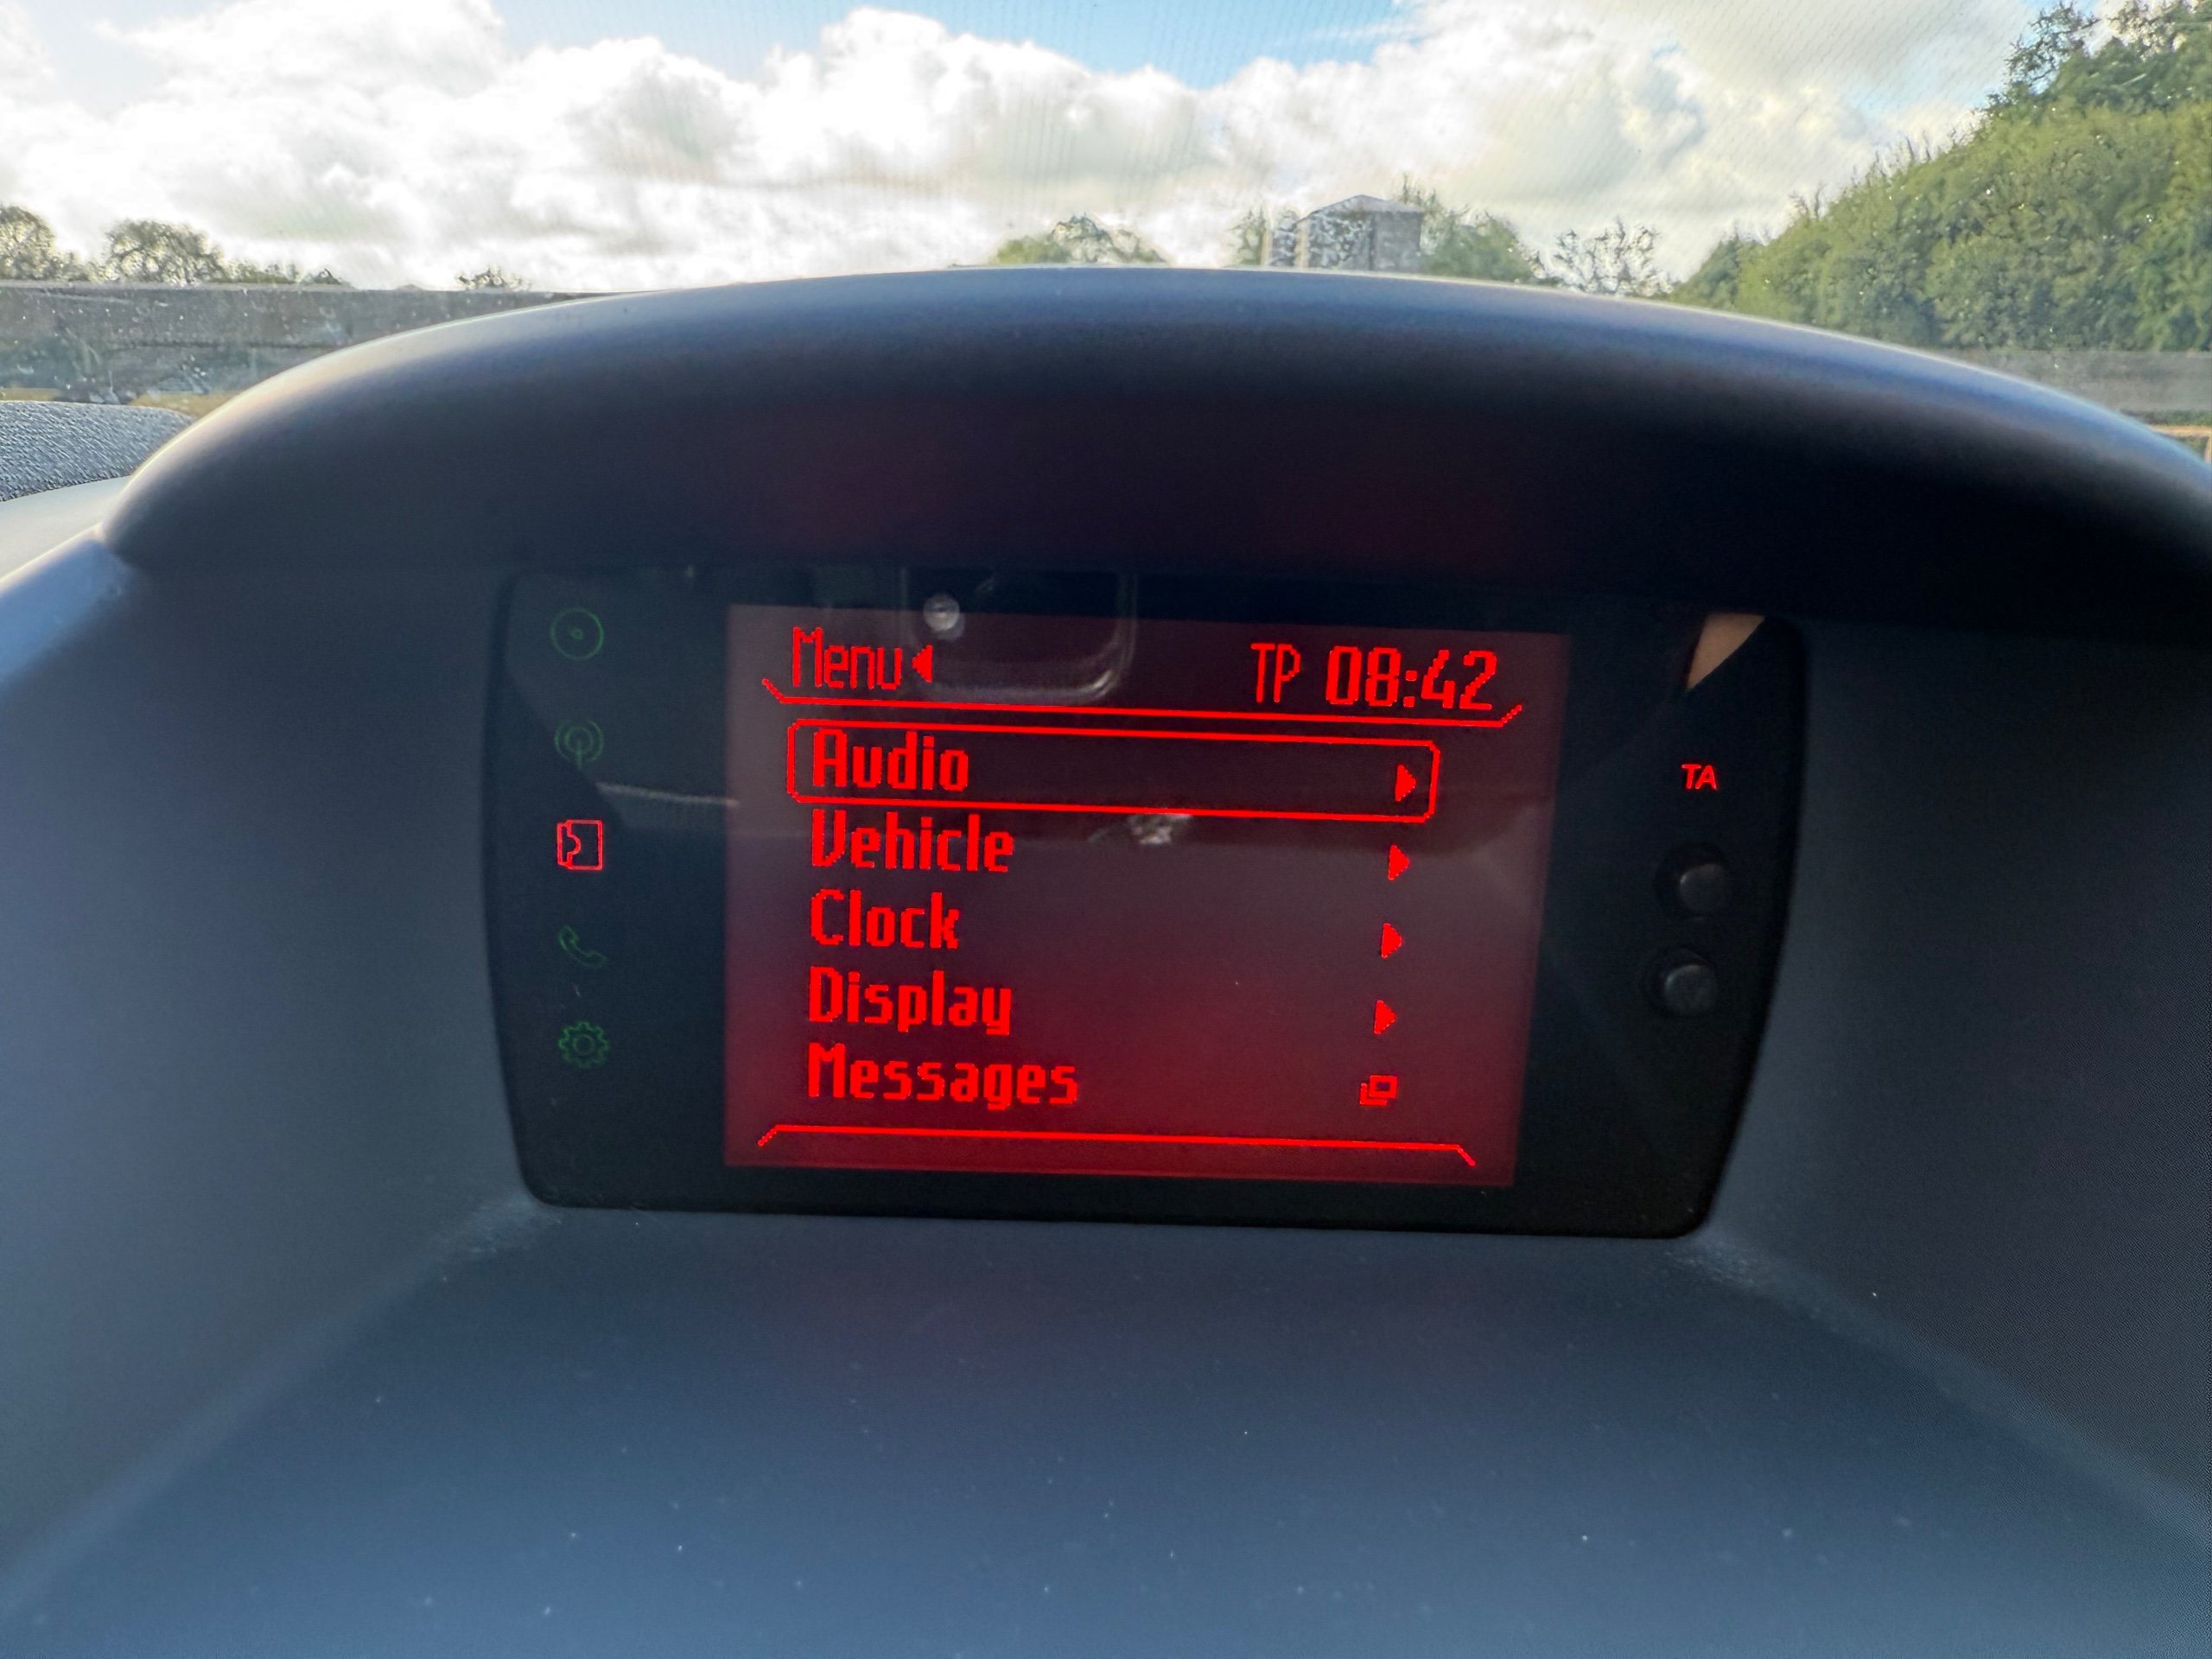 Menu
TP 08:42
Audio
TA
Vehicle
Clock
Display
Messages